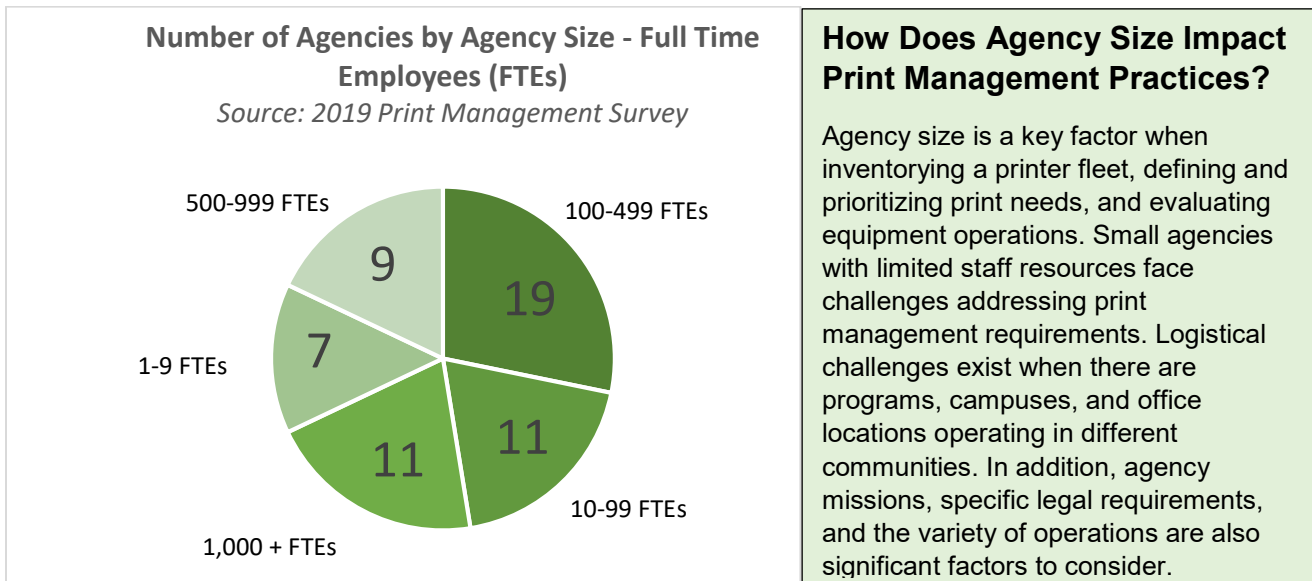 Number of Agencies by Agency Size - Full Time
Employees (FTEs)
Source: 2019 Print Management Survey
500-999 FTEs
100-499 FTEs
9
19
1-9 FTEs
7
11
11
10-99 FTEs
1,000 + FTEs
How Does Agency Size Impact
Print Management Practices?
Agency size is a key factor when
inventorying a printer fleet, defining and
prioritizing print needs, and evaluating
equipment operations. Small agencies
with limited staff resources face
challenges addressing print
management requirements. Logistical
challenges exist when there are
programs, campuses, and office
locations operating in different
communities. In addition, agency
missions, specific legal requirements,
and the variety of operations are also
significant factors to consider.